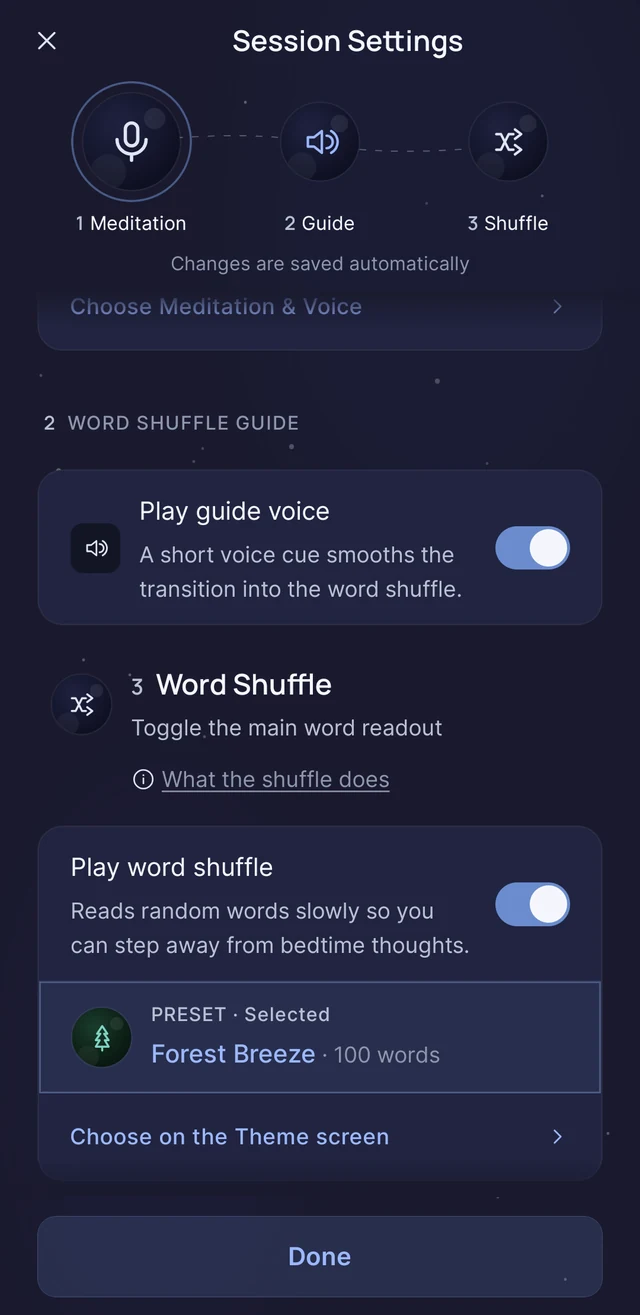 Session Settings
1 Meditation
2 Guide
3 Shuffle
Changes are saved automatically
Choose Meditation & Voice
2 WORD SHUFFLE GUIDE
Play guide voice
A short voice cue smooths the
transition into the word shuffle.
3 Word Shuffle
Toggle the main word readout
What the shuffle does
Play word shuffle
Reads random words slowly so you
can step away from bedtime thoughts.
PRESET · Selected
Forest Breeze · 100 words
Choose on the Theme screen
Done